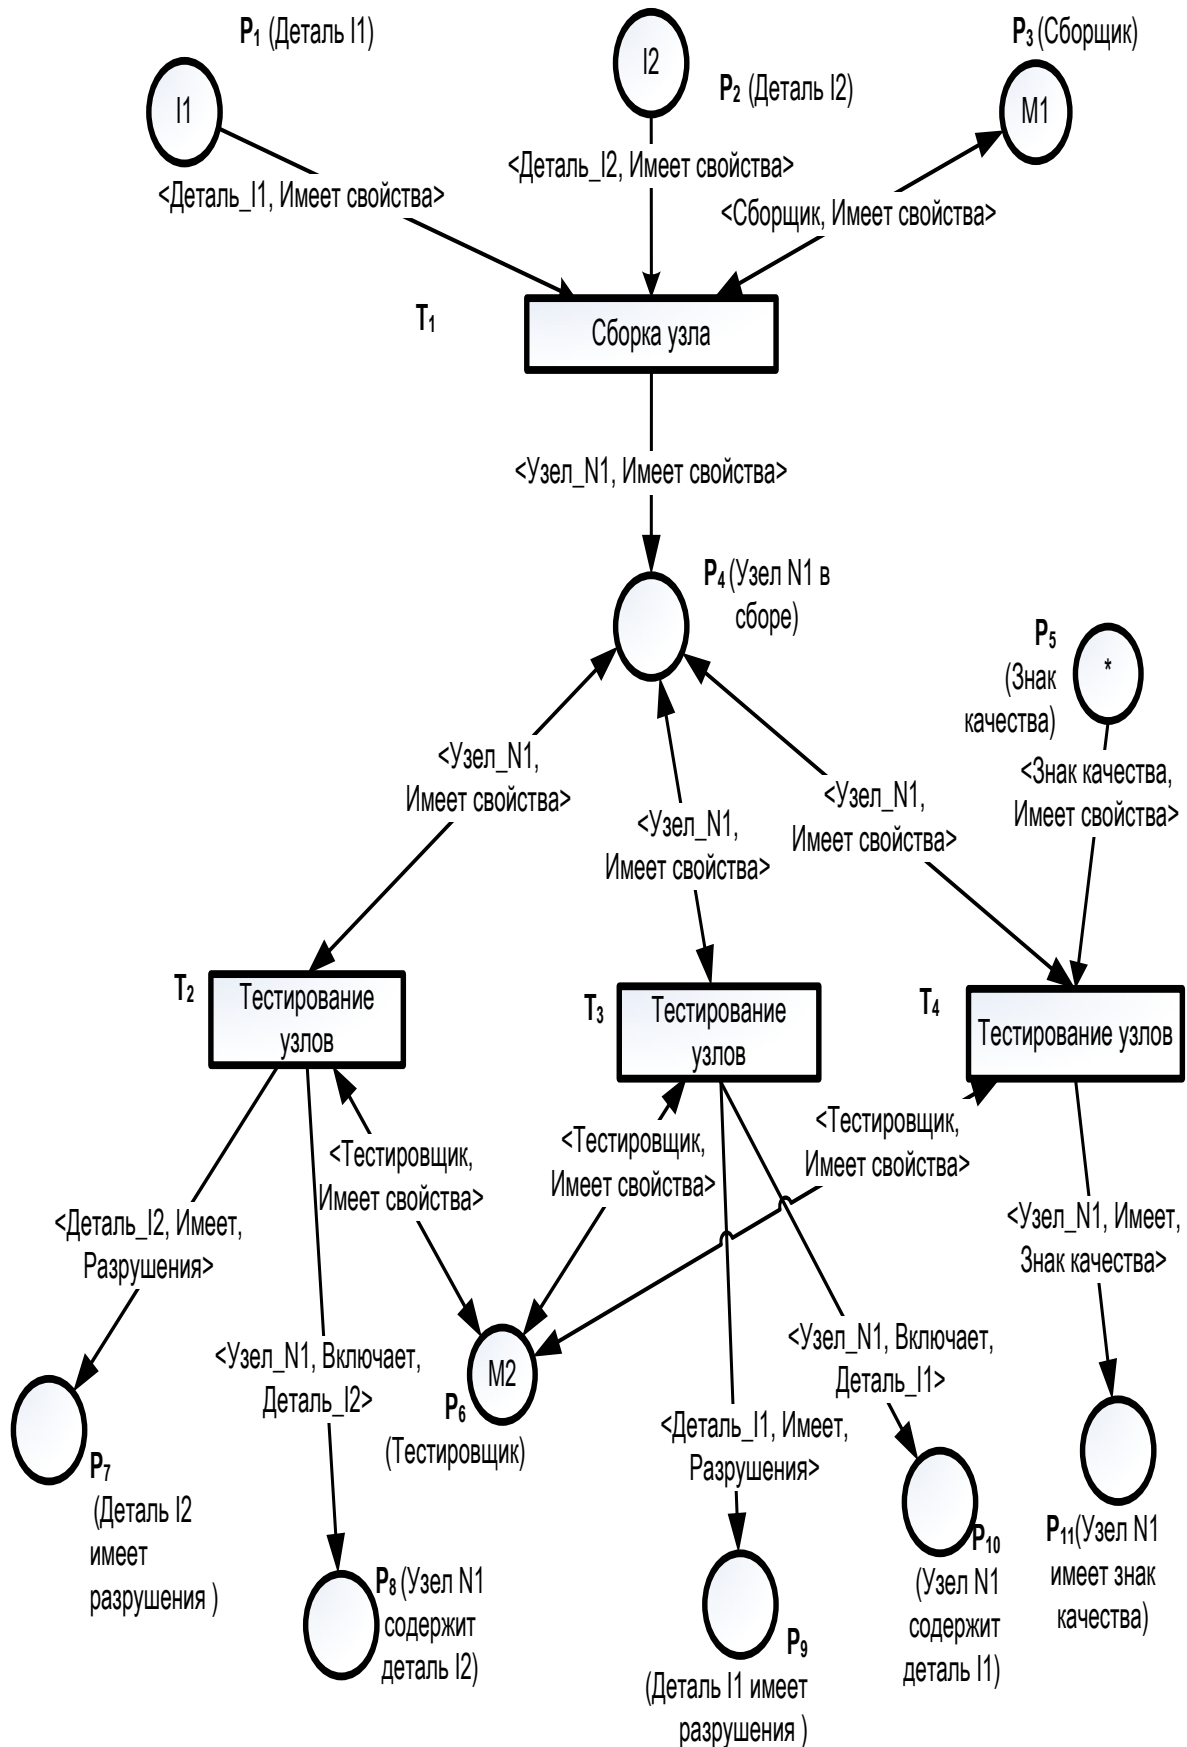 P1 (Деталь I1)
I1
I2
P2 (Деталь I2)
P3 (Сборщик)
M1
<Деталь_I1, Имеет свойства>
<Деталь_I2, Имеет свойства>
<Сборщик, Имеет свойства>
T1
Сборка узла
<Узел_N1, Имеет свойства>
P4 (Узел N1 в
сборе)
P5
(Знак
качества)
*
<Узел_N1,
Имеет свойства>
<Узел_N1,
Имеет свойства>
<Узел_N1,
Имеет свойства>
<Знак качества,
Имеет свойства>
T2
Тестирование
узлов
T3
Тестирование
узлов
T4
Тестирование узлов
<Тестировщик,
Имеет свойства>
<Тестировщик,
Имеет свойства>
<Тестировщик,
Имеет свойства>
<Деталь_I2, Имеет,
Разрушения>
<Узел_N1, Имеет,
Знак качества>
<Узел_N1, Включает,
Деталь_I2>
M2
P6
(Тестировщик)
<Узел_N1, Включает,
Деталь_I1>
<Деталь_I1, Имеет,
Разрушения>
P7
(Деталь I2
имеет
разрушения )
P8 (Узел N1
содержит
деталь I2)
P9
(Деталь I1 имеет
разрушения )
P10
(Узел N1
содержит
деталь I1)
P11(Узел N1
имеет знак
качества)